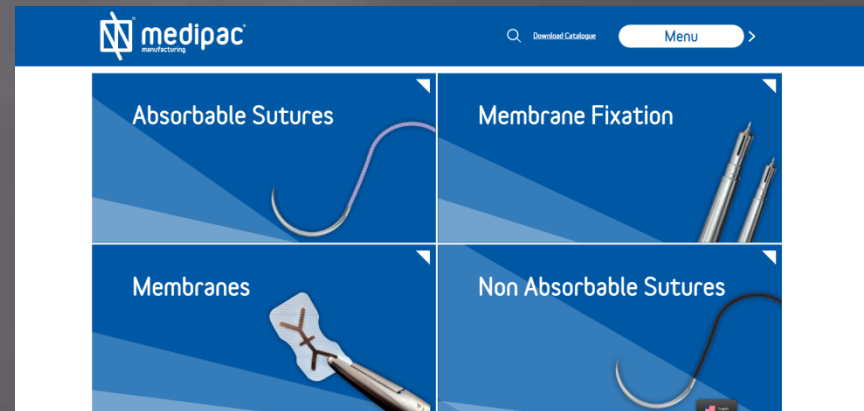 medipac
manufacturing
Download Catalogue
Menu
Absorbable Sutures
Membrane Fixation
Membranes
Non Absorbable Sutures